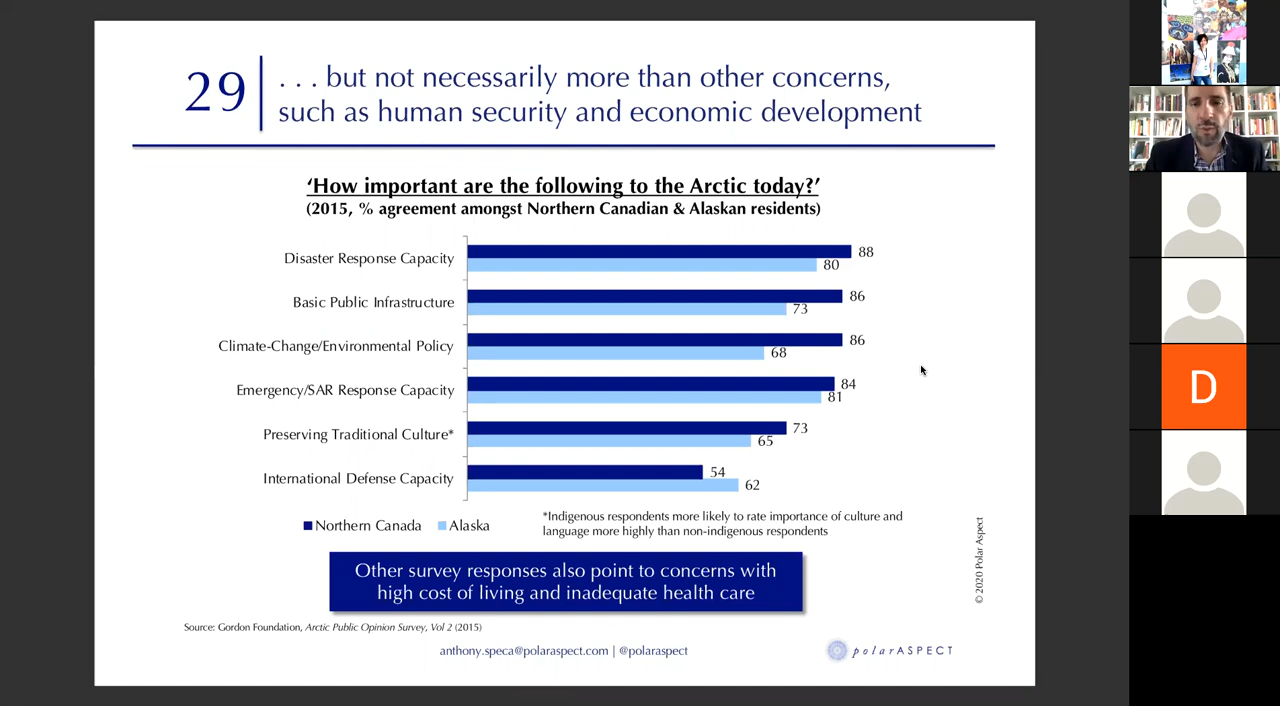 29
. . . but not necessarily more than other concerns,
such as human security and economic development
‘How important are the following to the Arctic today?’
(2015, % agreement amongst Northern Canadian & Alaskan residents)
Disaster Response Capacity
88
80
Basic Public Infrastructure
86
73
Climate-Change/Environmental Policy
86
68
Emergency/SAR Response Capacity
84
81
Preserving Traditional Culture*
73
65
International Defense Capacity
54
62
Northern Canada Alaska
*Indigenous respondents more likely to rate importance of culture and
language more highly than non-indigenous respondents
© 2020 Polar Aspect
Other survey responses also point to concerns with
high cost of living and inadequate health care
Source: Gordon Foundation, Arctic Public Opinion Survey, Vol 2 (2015)
anthony.speca@polaraspect.com | @polaraspect
polarASPECT
D